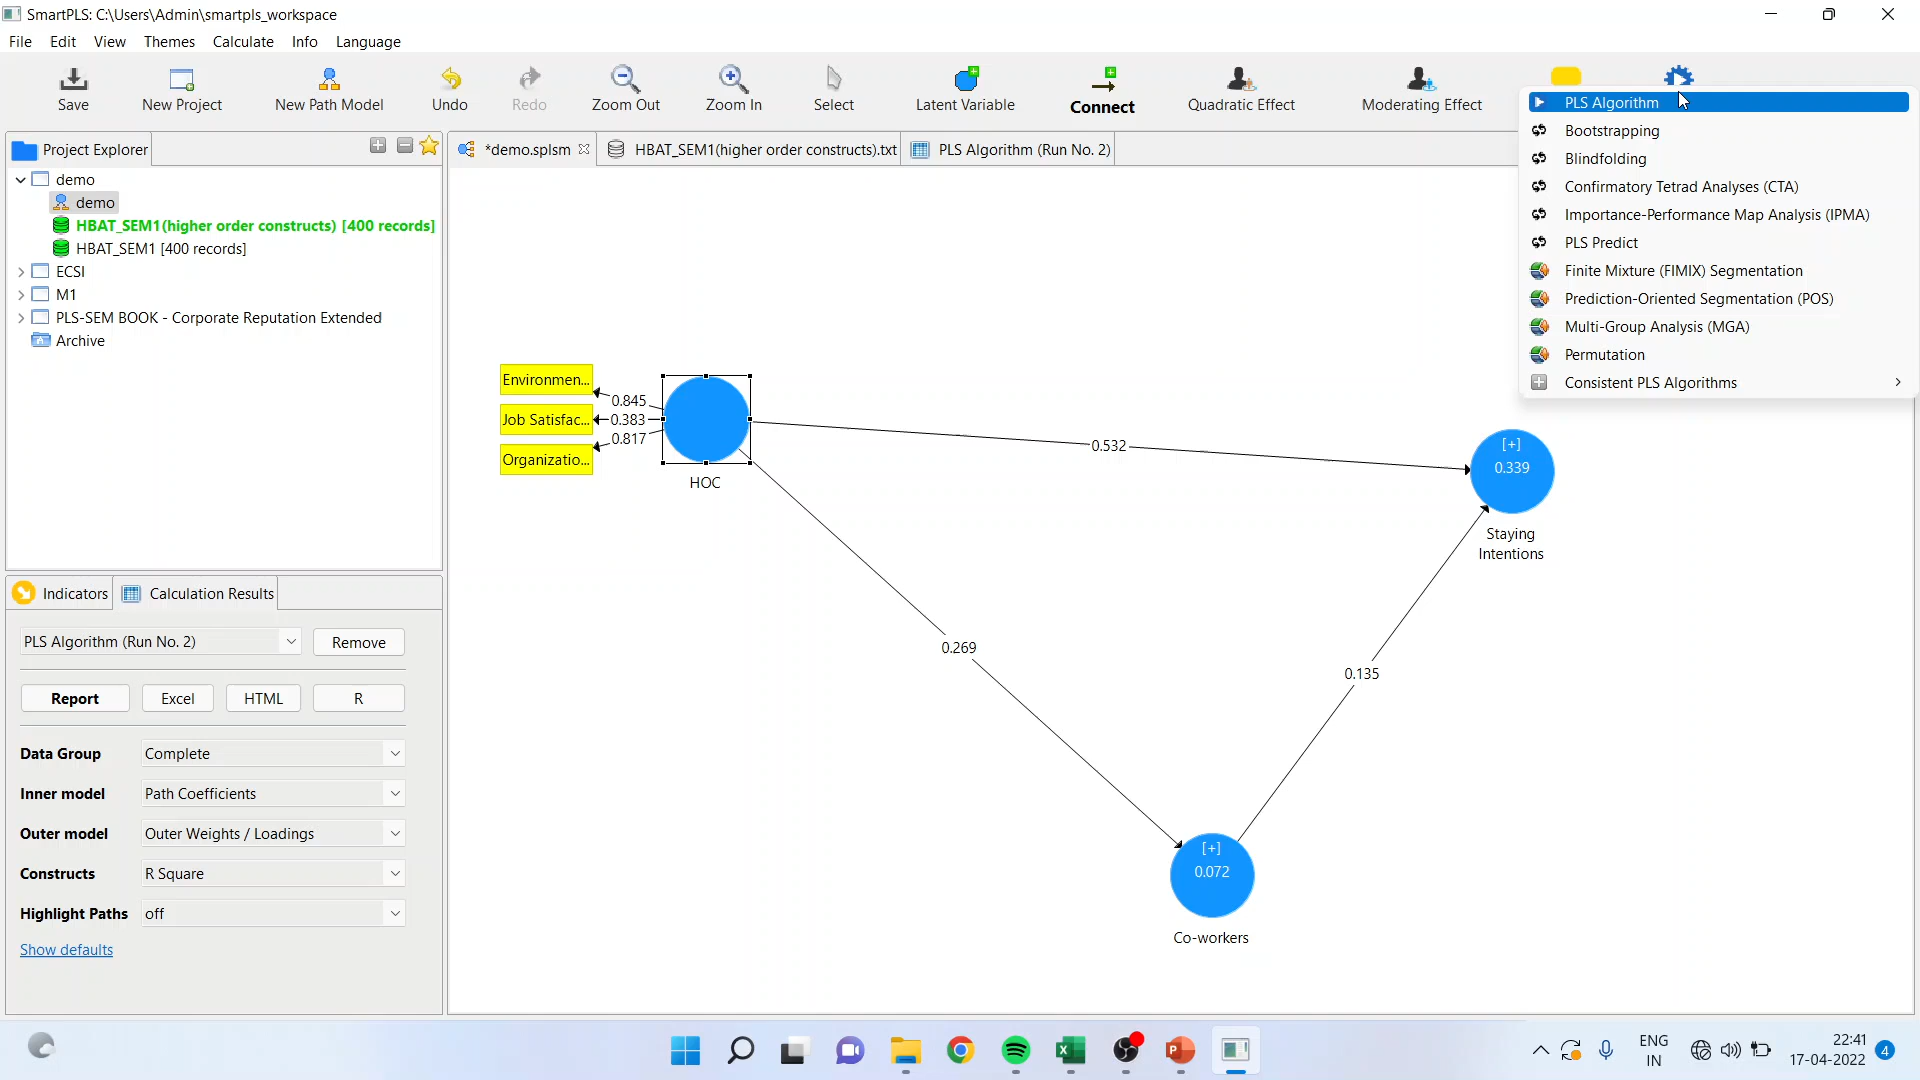 SmartPLS: C:\Users\Admin\smartpls_workspace
File Edit View Themes Calculate Info Language
Save New Project New Path Model Undo Redo Zoom Out Zoom In Select Latent Variable Connect Quadratic Effect Moderating Effect
PLS Algorithm
Bootstrapping
Blindfolding
Confirmatory Tetrad Analyses (CTA)
Importance-Performance Map Analysis (IPMA)
PLS Predict
Finite Mixture (FIMIX) Segmentation
Prediction-Oriented Segmentation (POS)
Multi-Group Analysis (MGA)
Permutation
Consistent PLS Algorithms
Project Explorer
*demo.splsm HBAT_SEM1(higher order constructs).txt PLS Algorithm (Run No. 2)
demo
demo
HBAT_SEM1(higher order constructs) [400 records]
HBAT_SEM1 [400 records]
ECSI
M1
PLS-SEM BOOK - Corporate Reputation Extended
Archive
Environmen...
Job Satisfac...
Organizatio...
0.845
0.383
0.817
HOC
0.532
[+]
0.339
Staying
Intentions
0.269
0.135
[+]
0.072
Co-workers
Indicators Calculation Results
PLS Algorithm (Run No. 2) Remove
Report Excel HTML R
Data Group Complete
Inner model Path Coefficients
Outer model Outer Weights / Loadings
Constructs R Square
Highlight Paths off
Show defaults
ENG
IN
22:41
17-04-2022
4